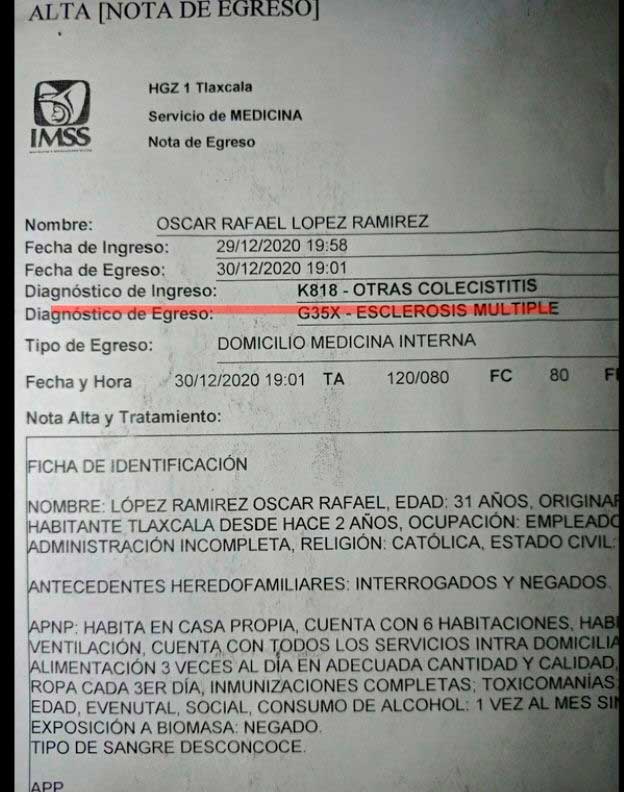 ALTA [NOTA DE EGRESO]
HGZ 1 Tlaxcala
Servicio de MEDICINA
Nota de Egreso
IMSS
Nombre: OSCAR RAFAEL LOPEZ RAMIREZ
Fecha de Ingreso: 29/12/2020 19:58
Fecha de Egreso: 30/12/2020 19:01
Diagnóstico de Ingreso: K818 - OTRAS COLECISTITIS
Diagnóstico de Egreso: G35X - ESCLEROSIS MULTIPLE
Tipo de Egreso: DOMICILIO MEDICINA INTERNA
Fecha y Hora 30/12/2020 19:01 TA 120/080 FC 80
Nota Alta y Tratamiento:
FICHA DE IDENTIFICACIÓN
NOMBRE: LÓPEZ RAMIREZ OSCAR RAFAEL, EDAD: 31 AÑOS, ORIGINAR
HABITANTE TLAXCALA DESDE HACE 2 AÑOS, OCUPACIÓN: EMPLEADO
ADMINISTRACIÓN INCOMPLETA, RELIGIÓN: CATÓLICA, ESTADO CIVIL:
ANTECEDENTES HEREDOFAMILIARES: INTERROGADOS Y NEGADOS.
APNP: HABITA EN CASA PROPIA, CUENTA CON 6 HABITACIONES, HABI
VENTILACIÓN, CUENTA CON TODOS LOS SERVICIOS INTRA DOMICILIA
ALIMENTACIÓN 3 VECES AL DÍA EN ADECUADA CANTIDAD Y CALIDAD,
ROPA CADA 3ER DÍA, INMUNIZACIONES COMPLETAS; TOXICOMANÍAS
EDAD, EVENUTAL, SOCIAL, CONSUMO DE ALCOHOL: 1 VEZ AL MES SIN
EXPOSICIÓN A BIOMASA: NEGADO.
TIPO DE SANGRE DESCONCOCE.
APP